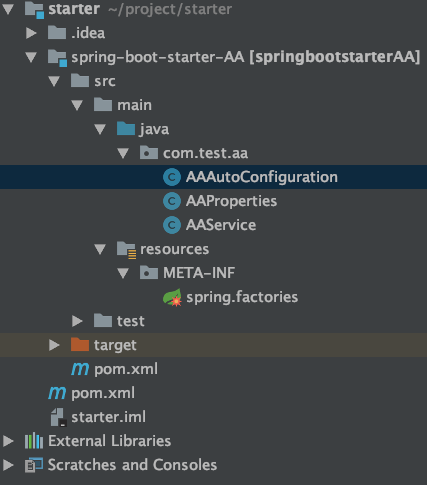 starter ~/project/starter
.idea
spring-boot-starter-AA [springbootstarterAA]
src
main
java
com.test.aa
AAAutoConfiguration
AAProperties
AAService
resources
META-INF
spring.factories
test
target
pom.xml
pom.xml
starter.iml
External Libraries
Scratches and Consoles